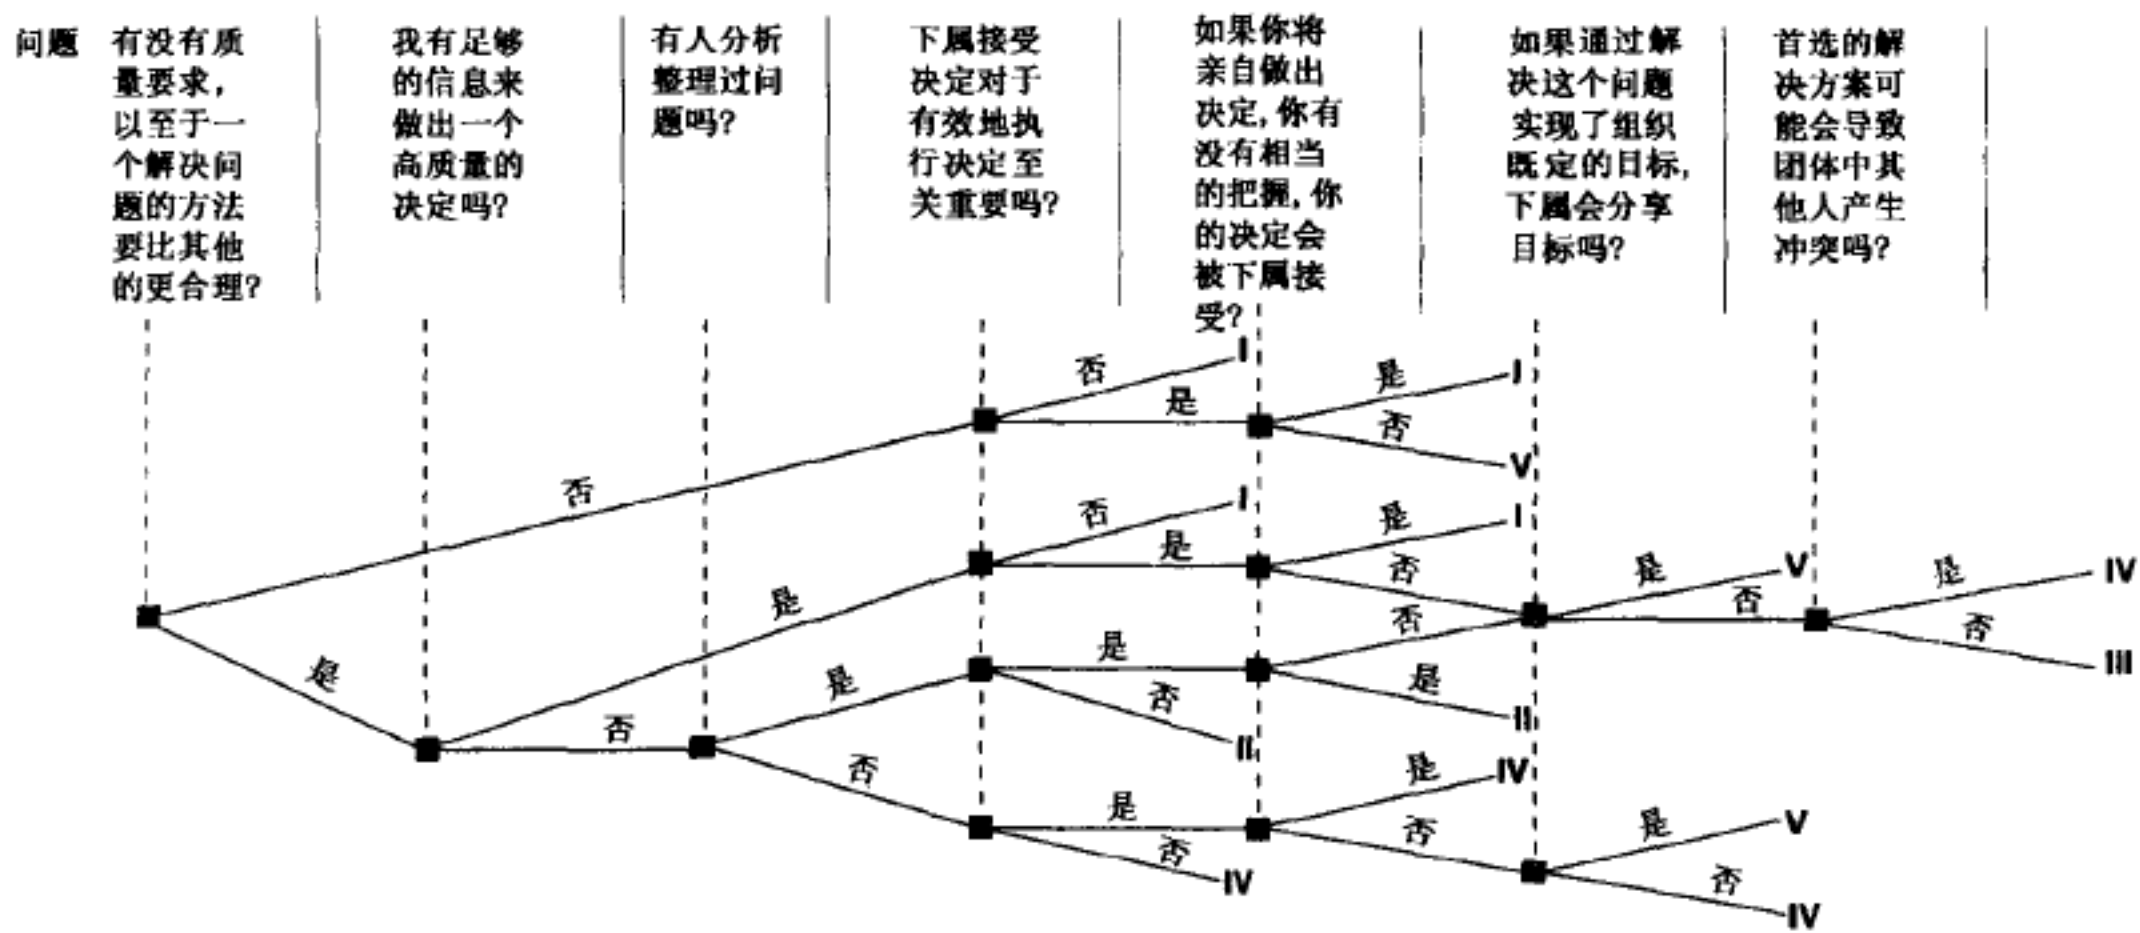 问题
有没有质
量要求，
以至于一
个解决问
题的方法
要比其他
的更合理？
我有足够
的信息来
做出一个
高质量的
决定吗？
有人分析
整理过问
题吗？
下属接受
决定对于
有效地执
行决定至
关重要吗？
如果你将
亲自做出
决定，你有
没有相当
的把握，你
的决定会
被下属接
受？
如果通过解
决这个问题
实现了组织
既定的目标，
下属会分享
目标吗？
首选的解
决方案可
能会导致
团体中其
他人产生
冲突吗？
否
I
是
是
I
否
V
否
否
I
是
是
I
否
是
是
V
否
是
IV
否
III
是
否
是
否
II
是
II
是
否
否
是
是
IV
否
是
V
否
IV
否
IV